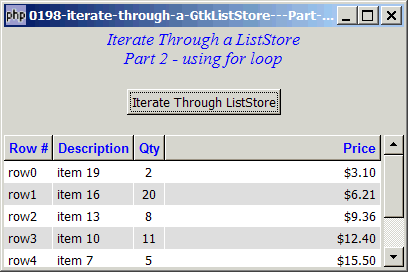 php 0198-iterate-through-a-GtkListStore---Part-...
Iterate Through a ListStore
Part 2 - using for loop
Iterate Through ListStore
Row # Description Qty Price
row0 item 19 2 $3.10
row1 item 16 20 $6.21
row2 item 13 8 $9.36
row3 item 10 11 $12.40
row4 item 7 5 $15.50